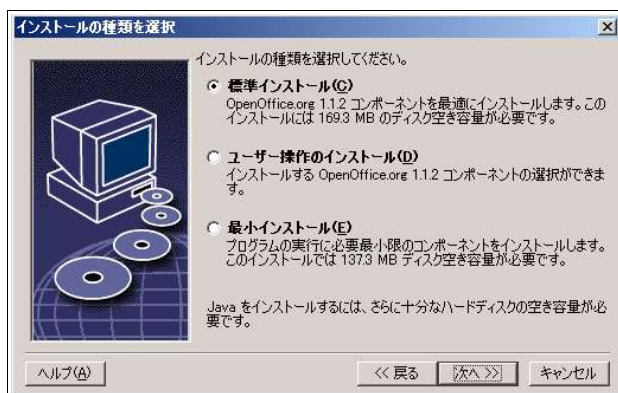 インストールの種類を選択
インストールの種類を選択してください。
標準インストール(C)
OpenOffice.org 1.1.2 コンポーネントを最適にインストールします。この
インストールには 169.3 MB のディスク空き容量が必要です。
ユーザー操作のインストール(D)
インストールする OpenOffice.org 1.1.2 コンポーネントの選択ができま
す。
最小インストール(E)
プログラムの実行に必要最小限のコンポーネントをインストールします。
このインストールでは 137.3 MB ディスク空き容量が必要です。
Java をインストールするには、さらに十分なハードディスクの空き容量が必
要です。
ヘルプ(A)
<< 戻る
次へ >>
キャンセル